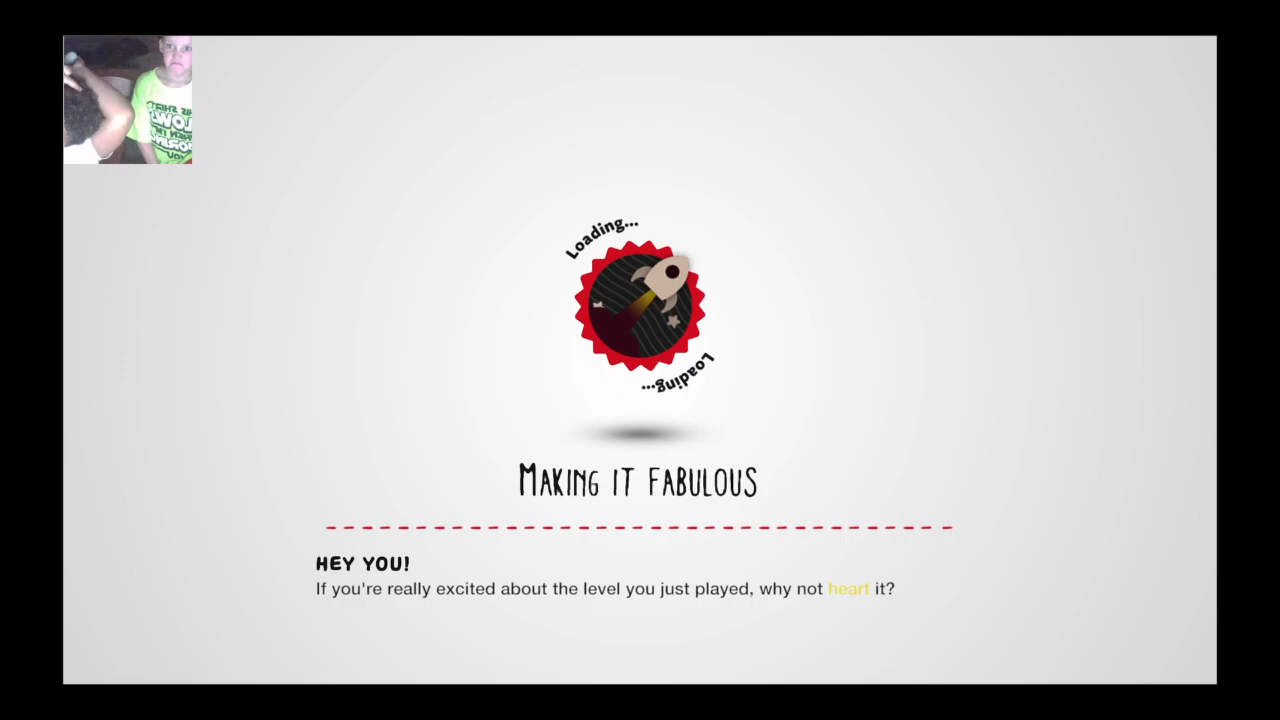 Loading...
Loading...
MAKING IT FABULOUS
HEY YOU!
If you're really excited about the level you just played, why not heart it?